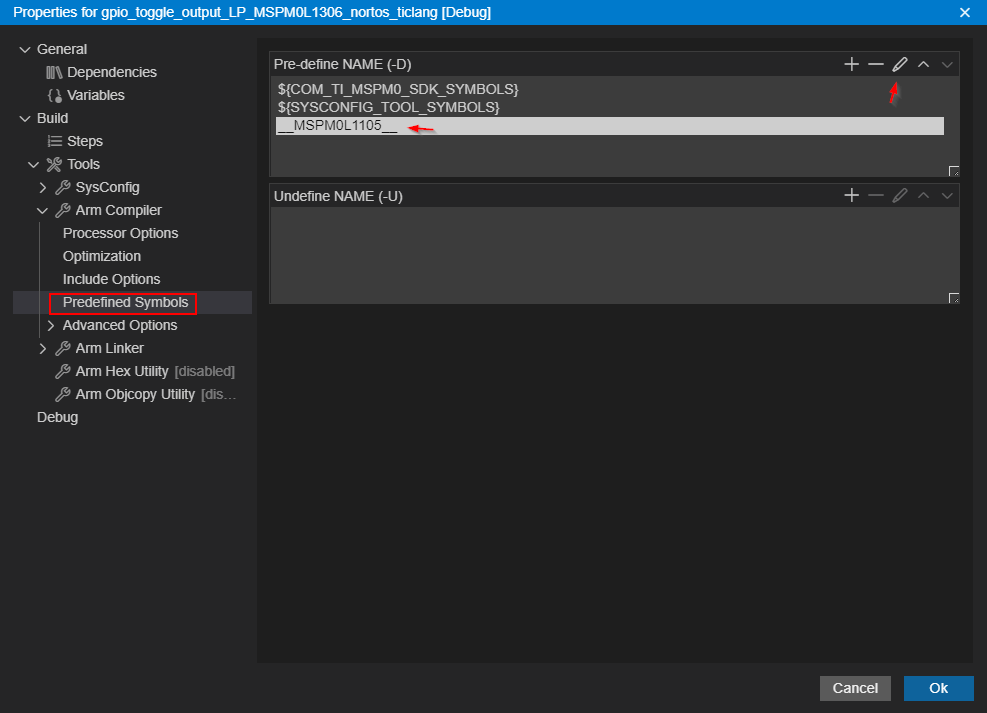 Properties for gpio_toggle_output_LP_MSPM0L1306_nortos_ticlang [Debug]
General
Dependencies
Variables
Build
Steps
Tools
SysConfig
Arm Compiler
Processor Options
Optimization
Include Options
Predefined Symbols
Advanced Options
Arm Linker
Arm Hex Utility [disabled]
Arm Objcopy Utility [dis...
Debug
Pre-define NAME (-D)
${COM_TI_MSPM0_SDK_SYMBOLS}
${SYSCONFIG_TOOL_SYMBOLS}
__MSPM0L1105__
Undefine NAME (-U)
Cancel
Ok